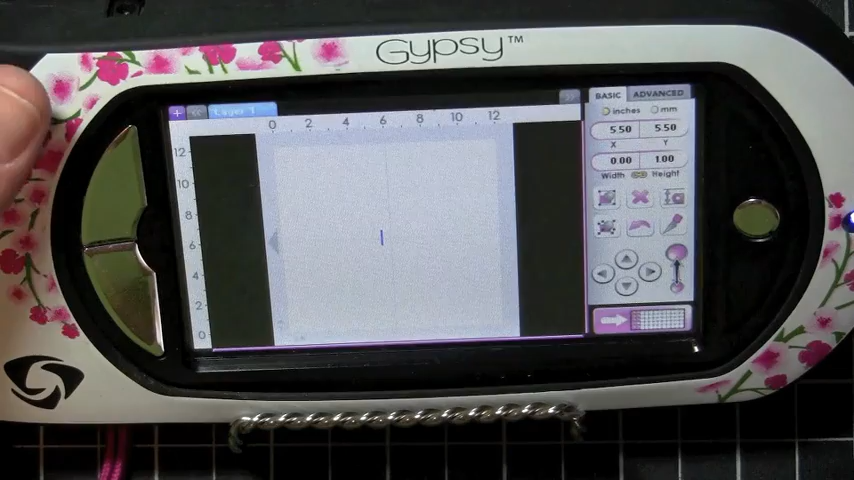 Gypsy™
BASIC ADVANCED
+ << Layer 1 >>
inches mm
0 2 4 6 8 10 12
5.50 5.50
X Y
0.00 1.00
Width Height
12
10
8
6
4
2
0